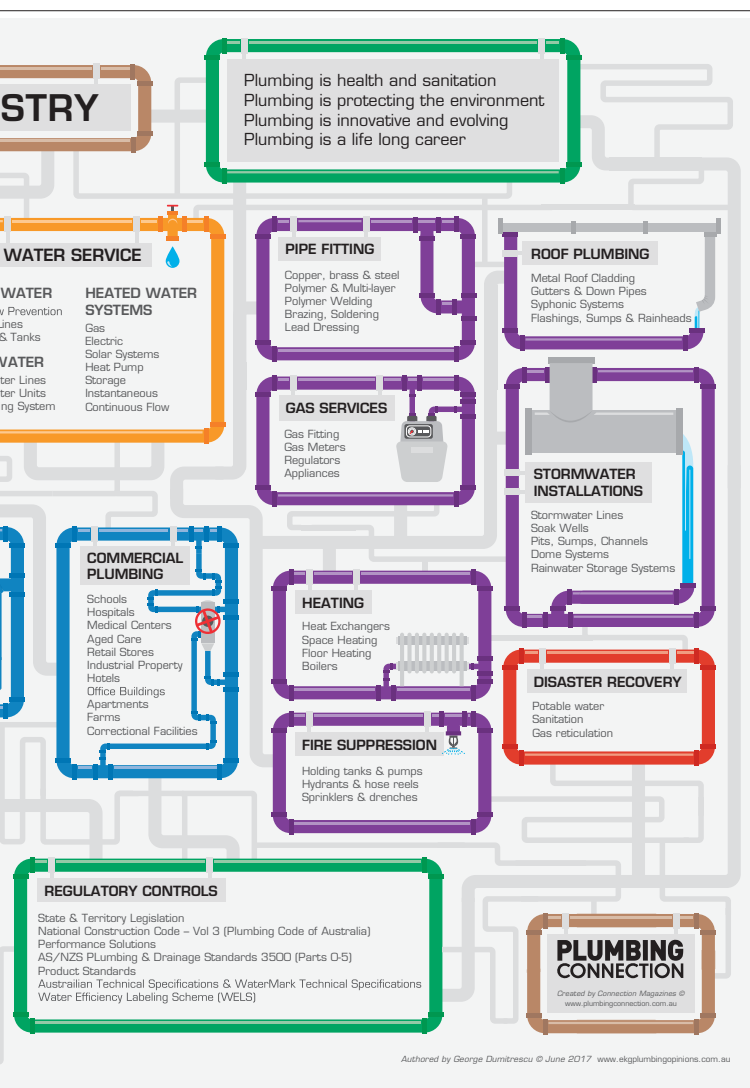 STRY
Plumbing is health and sanitation
Plumbing is protecting the environment
Plumbing is innovative and evolving
Plumbing is a life long career
WATER SERVICE
WATER
w Prevention
Lines
& Tanks
WATER
ter Lines
ter Units
ng System
HEATED WATER
SYSTEMS
Gas
Electric
Solar Systems
Heat Pump
Storage
Instantaneous
Continuous Flow
PIPE FITTING
Copper, brass & steel
Polymer & Multi-layer
Polymer Welding
Brazing, Soldering
Lead Dressing
ROOF PLUMBING
Metal Roof Cladding
Gutters & Down Pipes
Syphonic Systems
Flashings, Sumps & Rainheads
GAS SERVICES
Gas Fitting
Gas Meters
Regulators
Appliances
STORMWATER
INSTALLATIONS
Stormwater Lines
Soak Wells
Pits, Sumps, Channels
Dome Systems
Rainwater Storage Systems
COMMERCIAL
PLUMBING
Schools
Hospitals
Medical Centers
Aged Care
Retail Stores
Industrial Property
Hotels
Office Buildings
Apartments
Farms
Correctional Facilities
HEATING
Heat Exchangers
Space Heating
Floor Heating
Boilers
DISASTER RECOVERY
Potable water
Sanitation
Gas reticulation
FIRE SUPPRESSION
Holding tanks & pumps
Hydrants & hose reels
Sprinklers & drenches
REGULATORY CONTROLS
State & Territory Legislation
National Construction Code – Vol 3 (Plumbing Code of Australia)
Performance Solutions
AS/NZS PLumbing & Drainage Standards 3500 (Parts 0-5)
Product Standards
Austrailian Technical Specifications & WaterMark Technical Specifications
Water Efficiency Labeling Scheme (WELS)
PLUMBING
CONNECTION
Created by Connection Magazines ©
www.plumbingconnection.com.au
Authored by George Dumitrescu © June 2017 www.ekgplumbingopinions.com.au